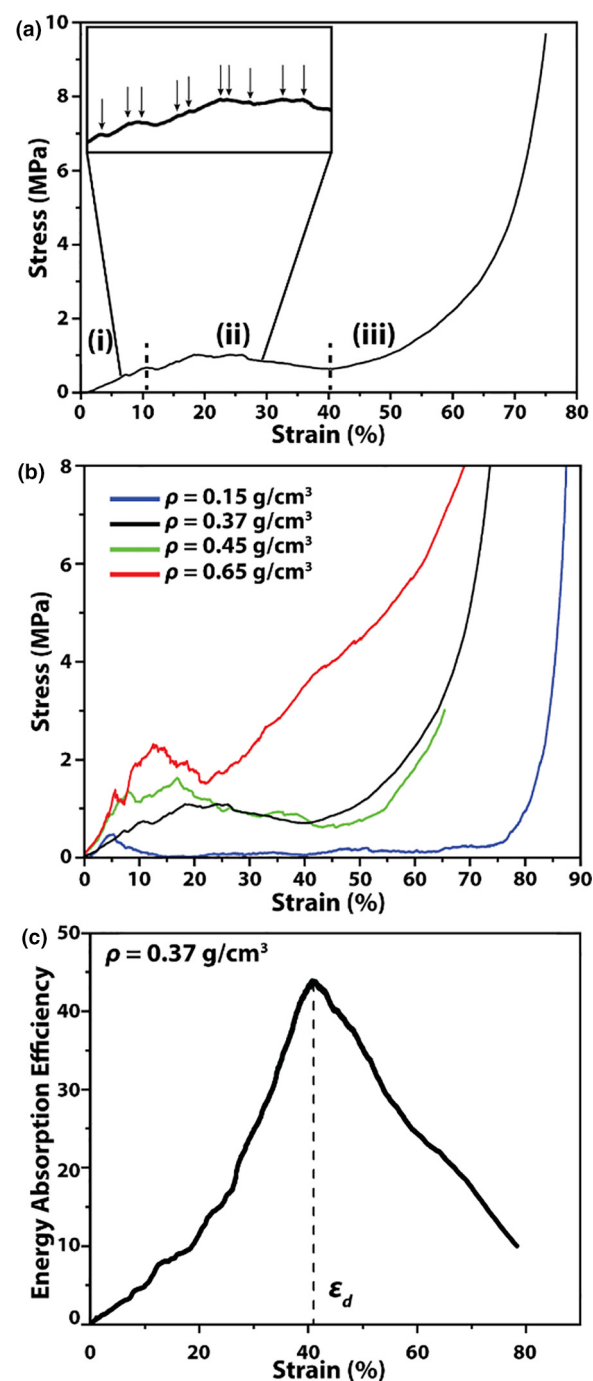 (a)
10
8
6
4
2
0
Stress (MPa)
(i)
(ii)
(iii)
0 10 20 30 40 50 60 70 80
Strain (%)
(b)
8
6
4
2
0
Stress (MPa)
ρ = 0.15 g/cm³
ρ = 0.37 g/cm³
ρ = 0.45 g/cm³
ρ = 0.65 g/cm³
0 10 20 30 40 50 60 70 80 90
Strain (%)
(c)
50
40
30
20
10
0
Energy Absorption Efficiency
ρ = 0.37 g/cm³
ε_d
0 20 40 60 80
Strain (%)